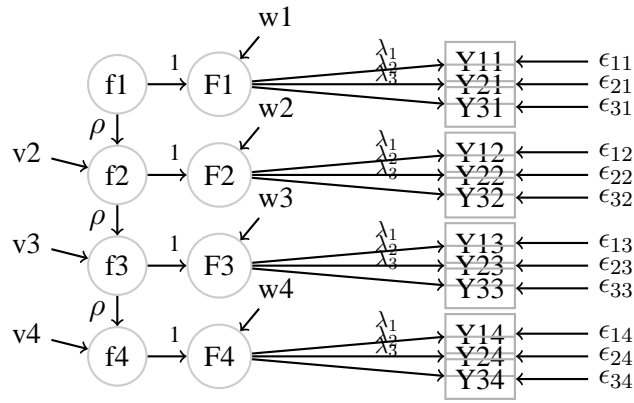 w1
f1 1 F1 λ₁ λ₂ λ₃ Y11 Y21 Y31 ϵ₁₁ ϵ₂₁ ϵ₃₁
ρ
w2
v2 f2 1 F2 λ₁ λ₂ λ₃ Y12 Y22 Y32 ϵ₁₂ ϵ₂₂ ϵ₃₂
ρ
w3
v3 f3 1 F3 λ₁ λ₂ λ₃ Y13 Y23 Y33 ϵ₁₃ ϵ₂₃ ϵ₃₃
ρ
w4
v4 f4 1 F4 λ₁ λ₂ λ₃ Y14 Y24 Y34 ϵ₁₄ ϵ₂₄ ϵ₃₄